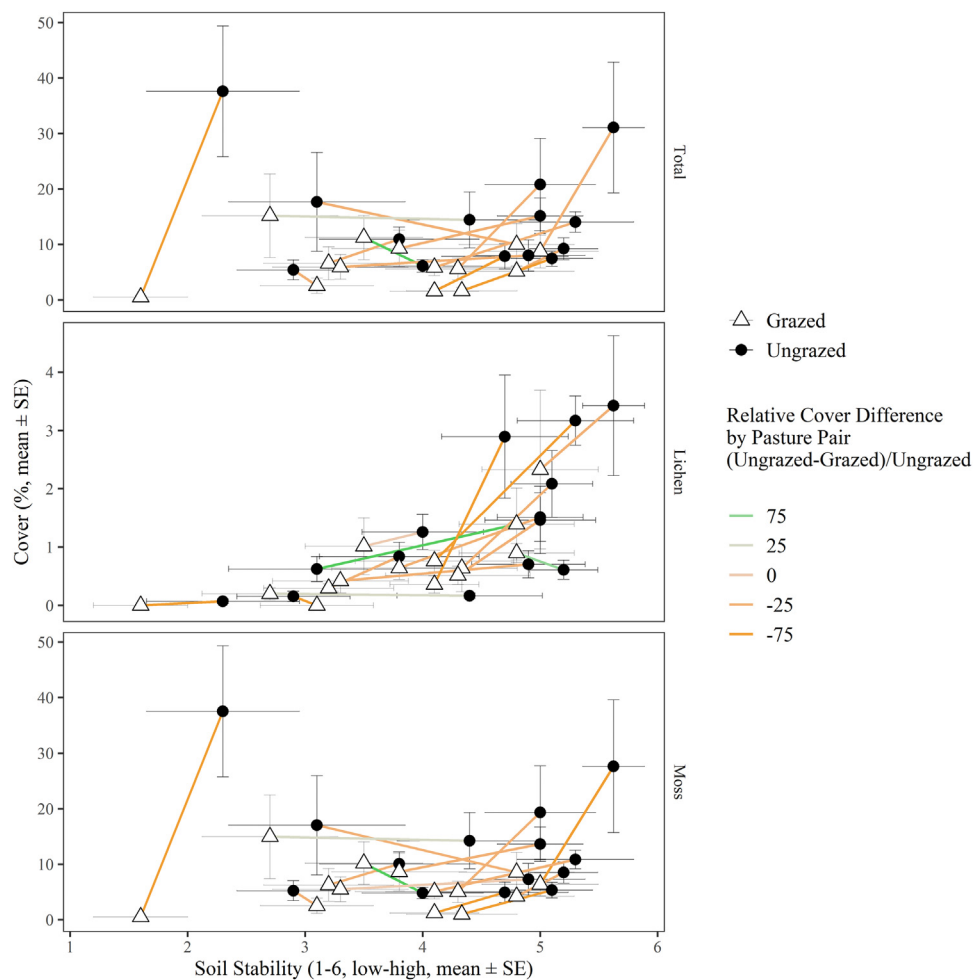 50
40
30
20
10
0
Total
4
3
2
1
0
Lichen
50
40
30
20
10
0
Moss
Cover (%, mean ± SE)
1 2 3 4 5 6
Soil Stability (1-6, low-high, mean ± SE)
Grazed
Ungrazed
Relative Cover Difference
by Pasture Pair
(Ungrazed-Grazed)/Ungrazed
75
25
0
-25
-75